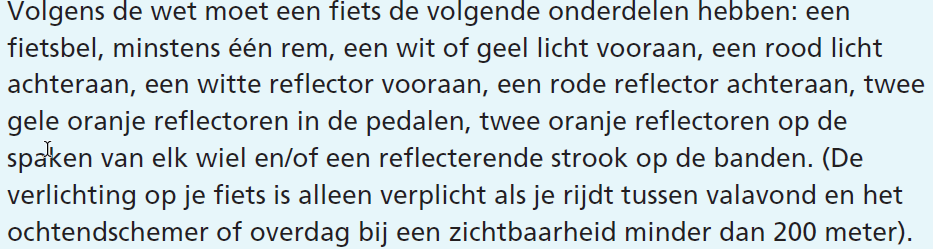 Volgens de wet moet een fiets de volgende onderdelen hebben: een
fietsbel, minstens één rem, een wit of geel licht vooraan, een rood licht
achteraan, een witte reflector vooraan, een rode reflector achteraan, twee
gele oranje reflectoren in de pedalen, twee oranje reflectoren op de
spaken van elk wiel en/of een reflecterende strook op de banden. (De
verlichting op je fiets is alleen verplicht als je rijdt tussen valavond en het
ochtendschemer of overdag bij een zichtbaarheid minder dan 200 meter).